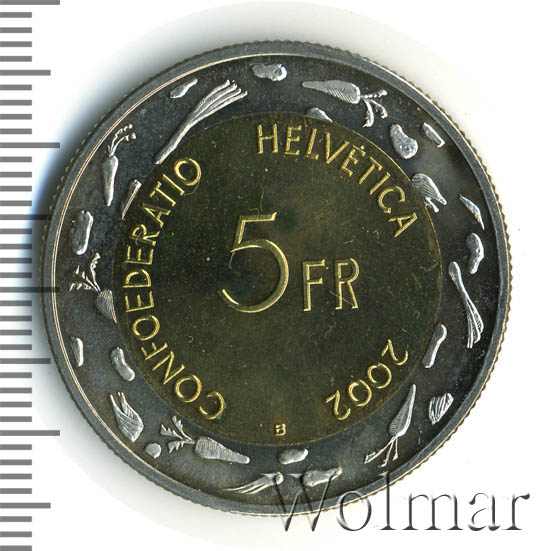 CONFOEDERATIO HELVETICA 2002
5 FR
B
Wolmar